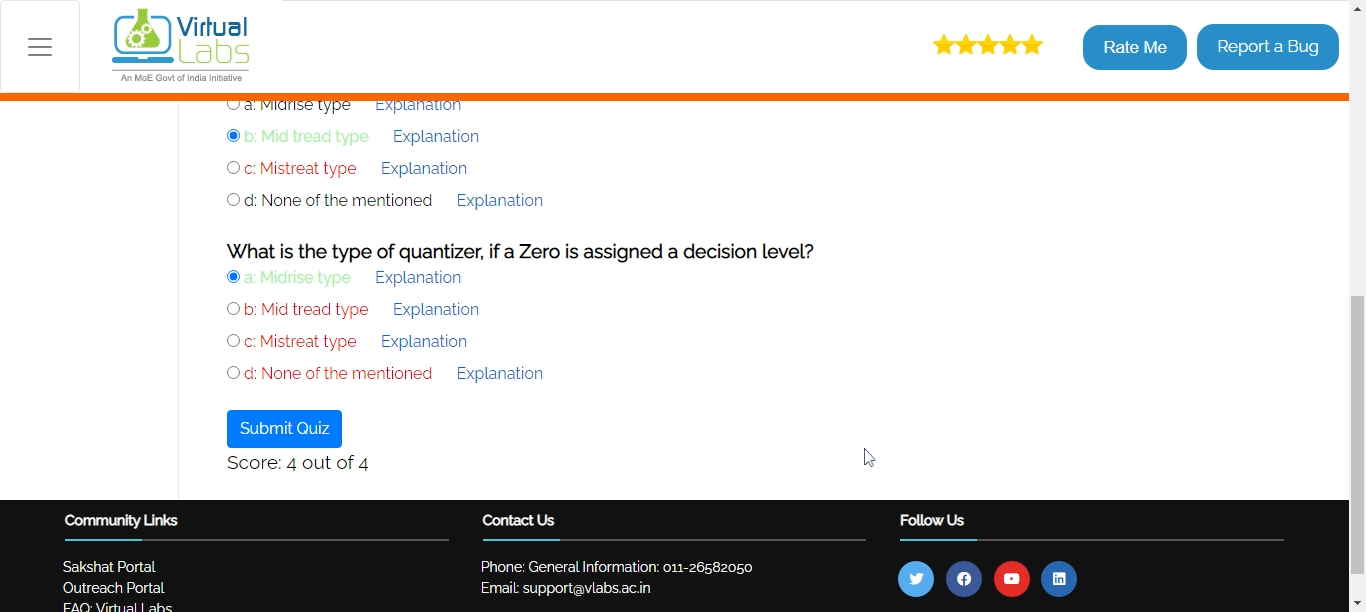 Virtual
Labs
An MoE Govt of India Initiative
Rate Me
Report a Bug
a: Midrise type Explanation
b: Mid tread type Explanation
c: Mistreat type Explanation
d: None of the mentioned Explanation
What is the type of quantizer, if a Zero is assigned a decision level?
a: Midrise type Explanation
b: Mid tread type Explanation
c: Mistreat type Explanation
d: None of the mentioned Explanation
Submit Quiz
Score: 4 out of 4
Community Links
Sakshat Portal
Outreach Portal
FAQ: Virtual Labs
Contact Us
Phone: General Information: 011-26582050
Email: support@vlabs.ac.in
Follow Us